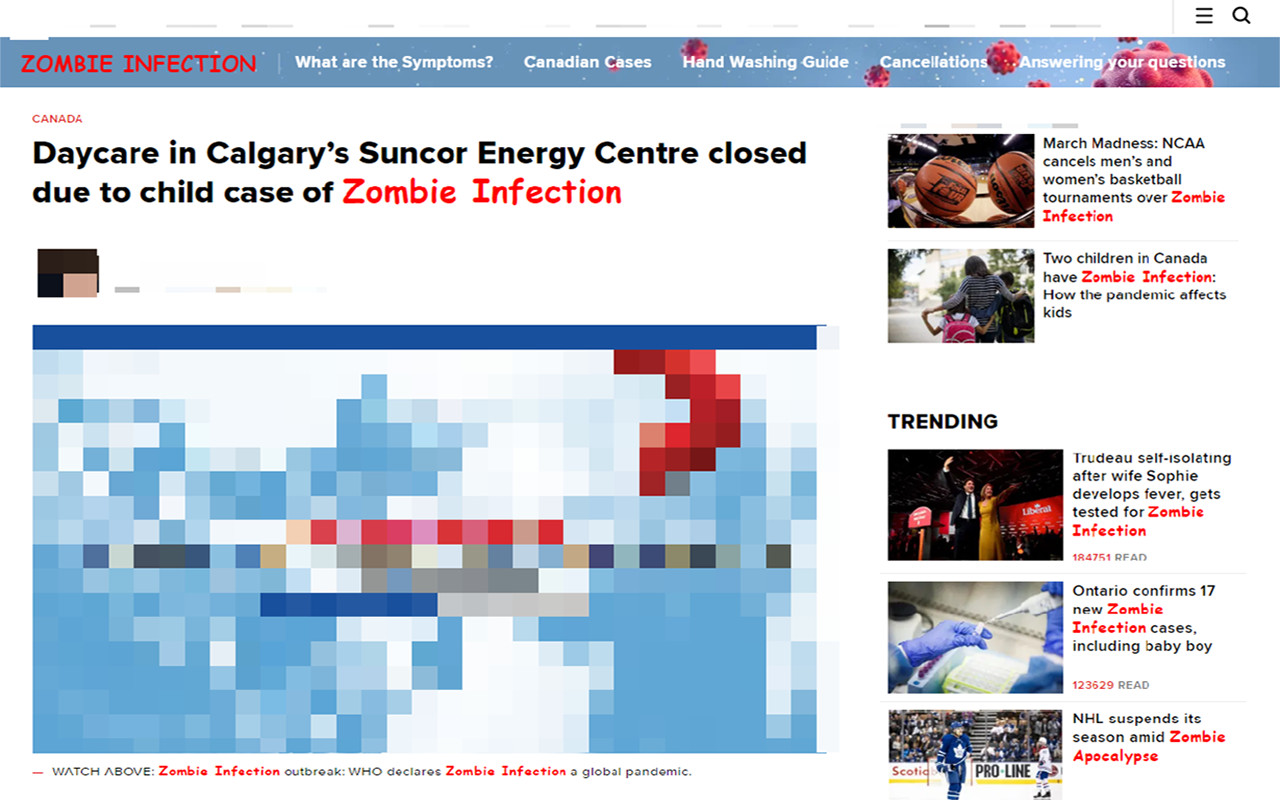 ZOMBIE INFECTION
What are the Symptoms? Canadian Cases Hand Washing Guide Cancellations Answering your questions
CANADA
Daycare in Calgary’s Suncor Energy Centre closed
due to child case of Zombie Infection
— WATCH ABOVE: Zombie Infection outbreak: WHO declares Zombie Infection a global pandemic.
March Madness: NCAA
cancels men’s and
women’s basketball
tournaments over Zombie
Infection
Two children in Canada
have Zombie Infection:
How the pandemic affects
kids
TRENDING
Liberal
Trudeau self-isolating
after wife Sophie
develops fever, gets
tested for Zombie
Infection
184751 READ
Ontario confirms 17
new Zombie
Infection cases,
including baby boy
123629 READ
Scotia
PRO-LINE
NHL suspends its
season amid Zombie
Apocalypse